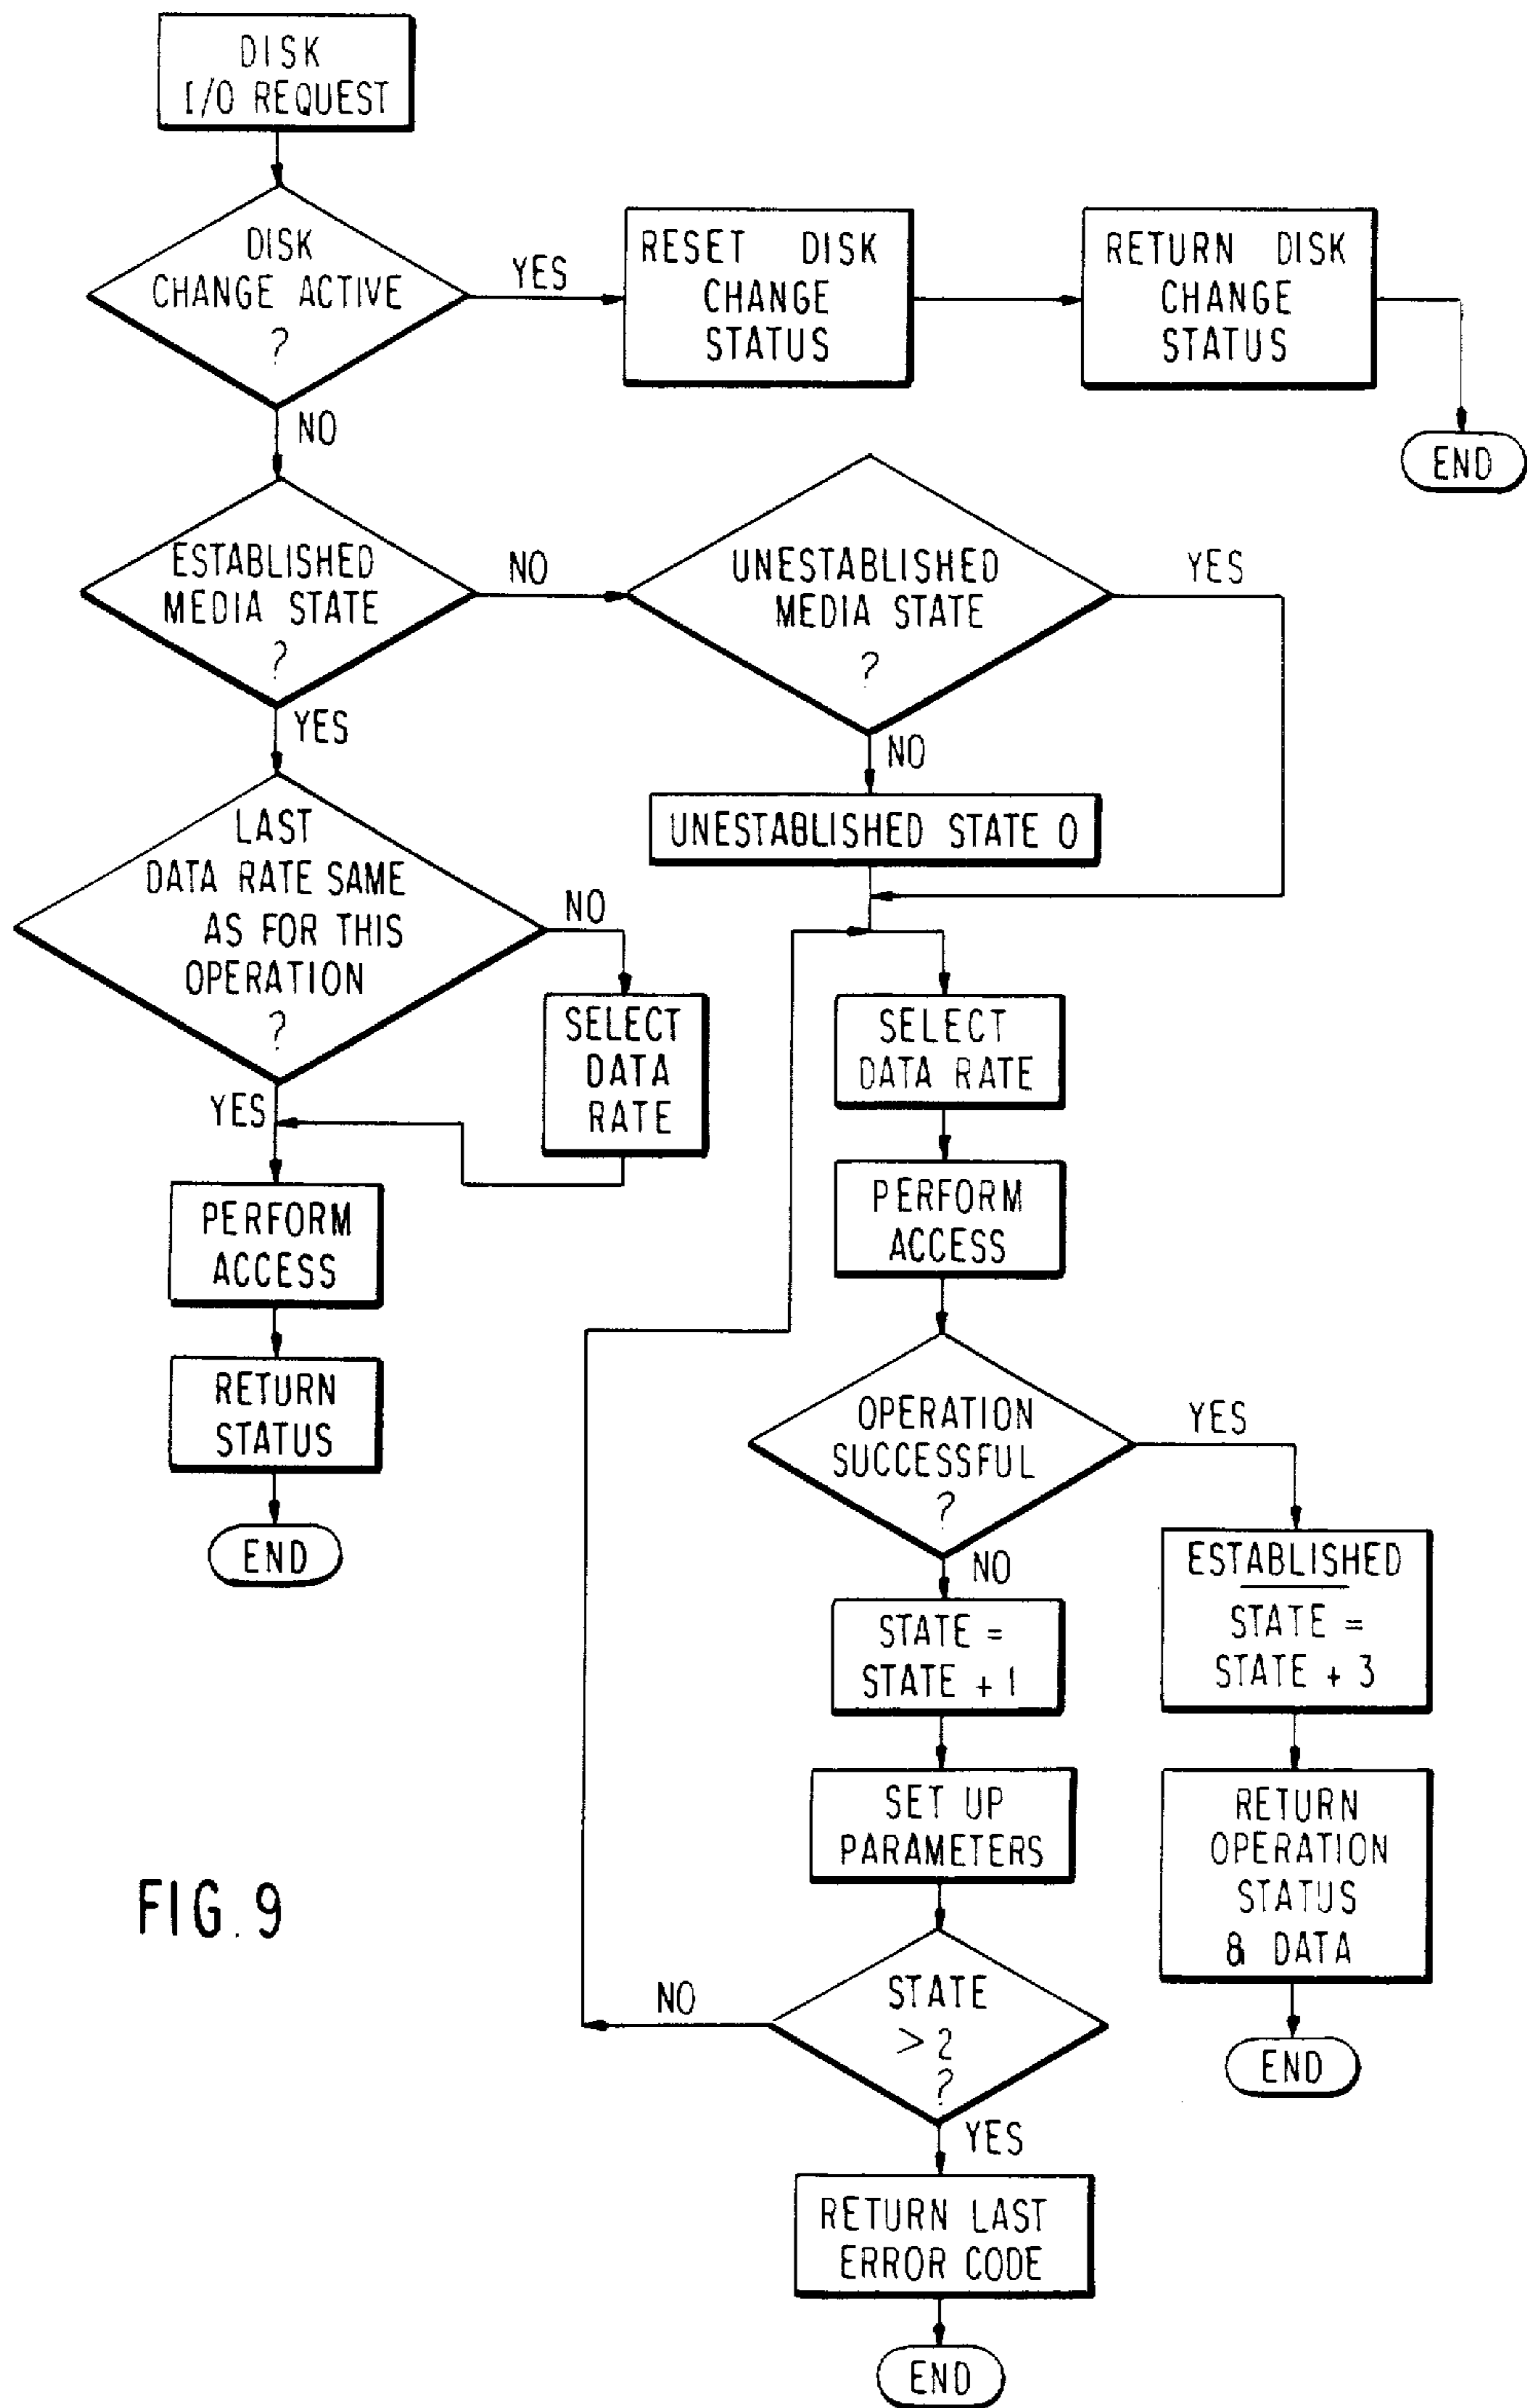 DISK
I/O REQUEST
DISK
CHANGE ACTIVE
?
YES
RESET DISK
CHANGE
STATUS
RETURN DISK
CHANGE
STATUS
END
NO
ESTABLISHED
MEDIA STATE
?
NO
UNESTABLISHED
MEDIA STATE
?
YES
YES
NO
UNESTABLISHED STATE 0
LAST
DATA RATE SAME
AS FOR THIS
OPERATION
?
NO
SELECT
DATA
RATE
YES
PERFORM
ACCESS
RETURN
STATUS
END
SELECT
DATA RATE
PERFORM
ACCESS
OPERATION
SUCCESSFUL
?
YES
ESTABLISHED
STATE =
STATE + 3
RETURN
OPERATION
STATUS
& DATA
END
NO
STATE =
STATE + 1
SET UP
PARAMETERS
STATE
> 2
?
NO
YES
RETURN LAST
ERROR CODE
END
FIG. 9